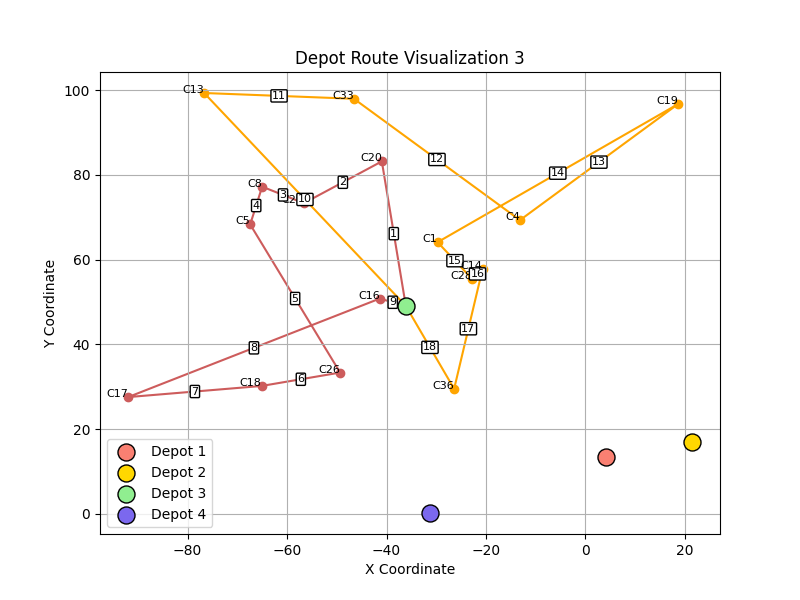 Depot Route Visualization 3
100
80
60
40
20
0
−80
−60
−40
−20
0
20
X Coordinate
Y Coordinate
C13
11
C33
C19
12
14
13
C20
C8
3
10
2
4
C5
1
C4
C1
15
C14
16
C28
5
C16
9
17
8
18
C26
6
C18
7
C17
C36
Depot 1
Depot 2
Depot 3
Depot 4